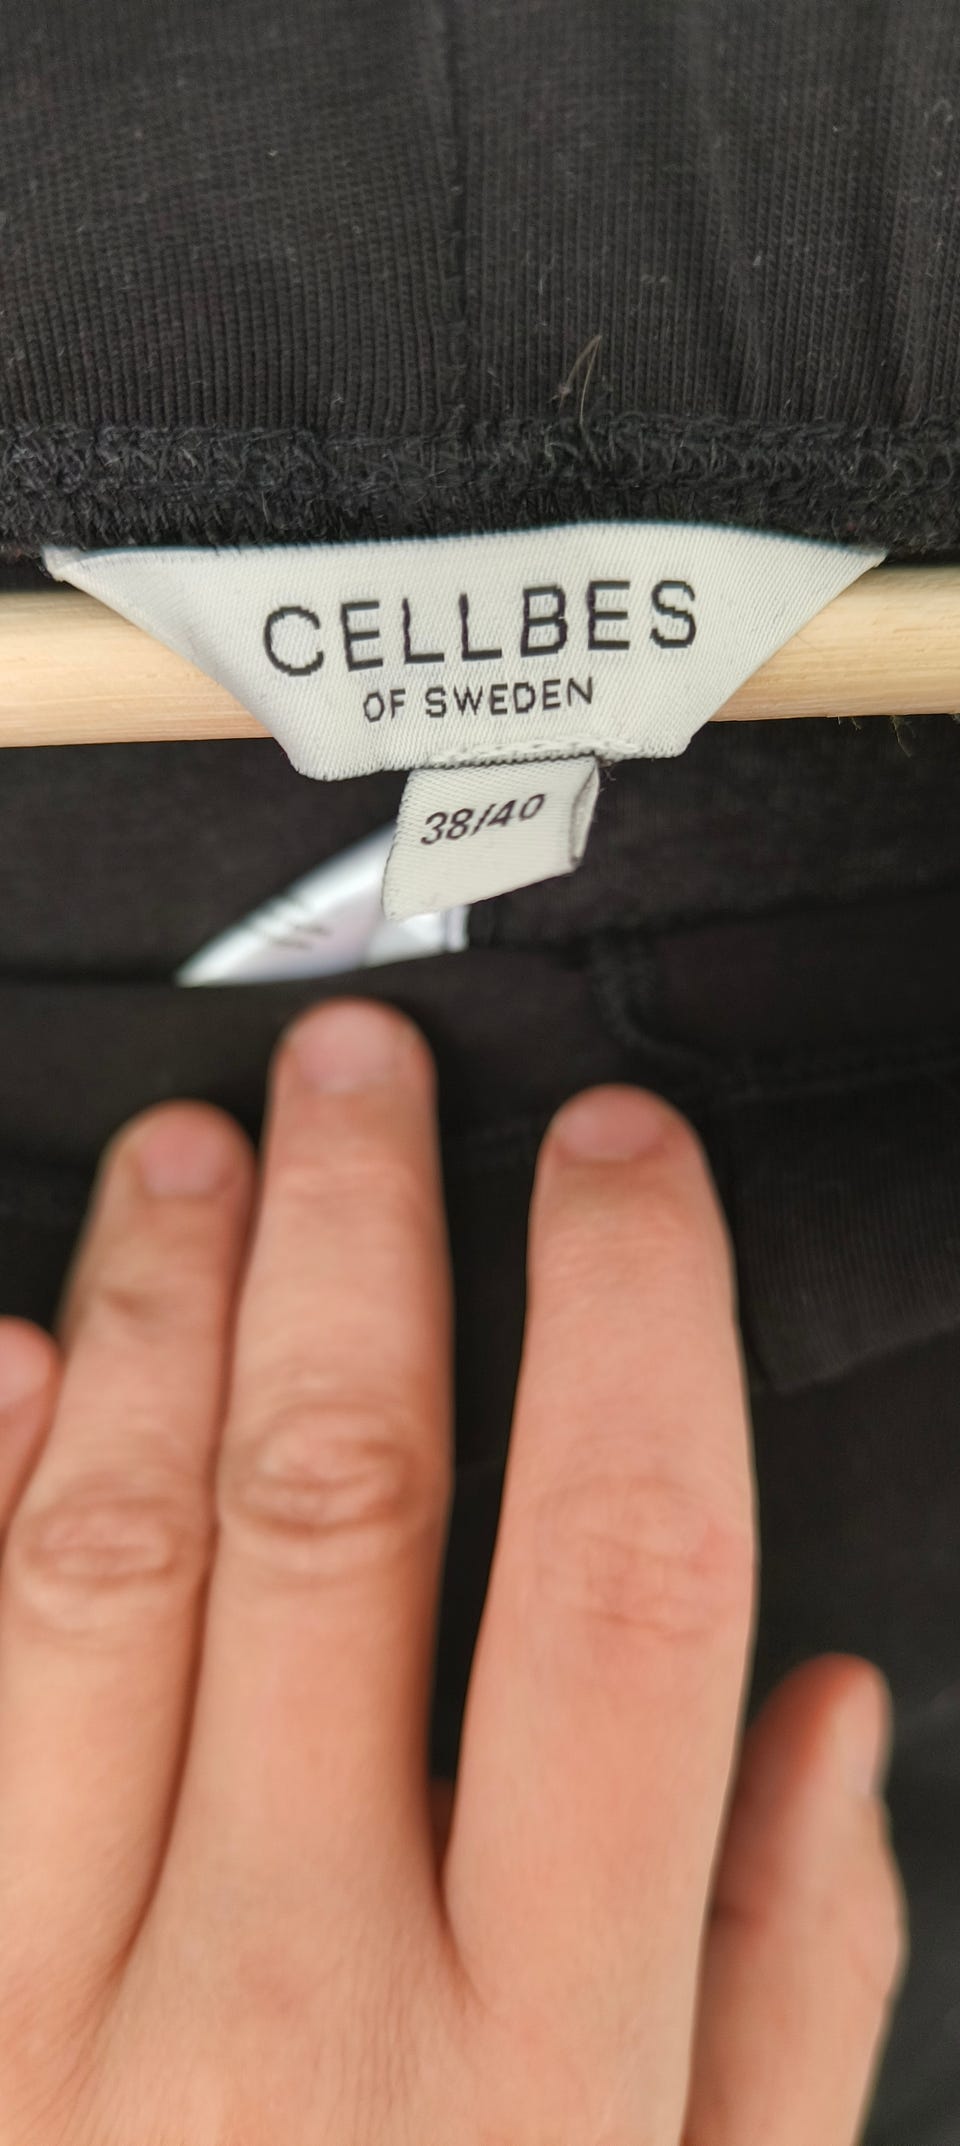 CELLBES
OF SWEDEN
38/40